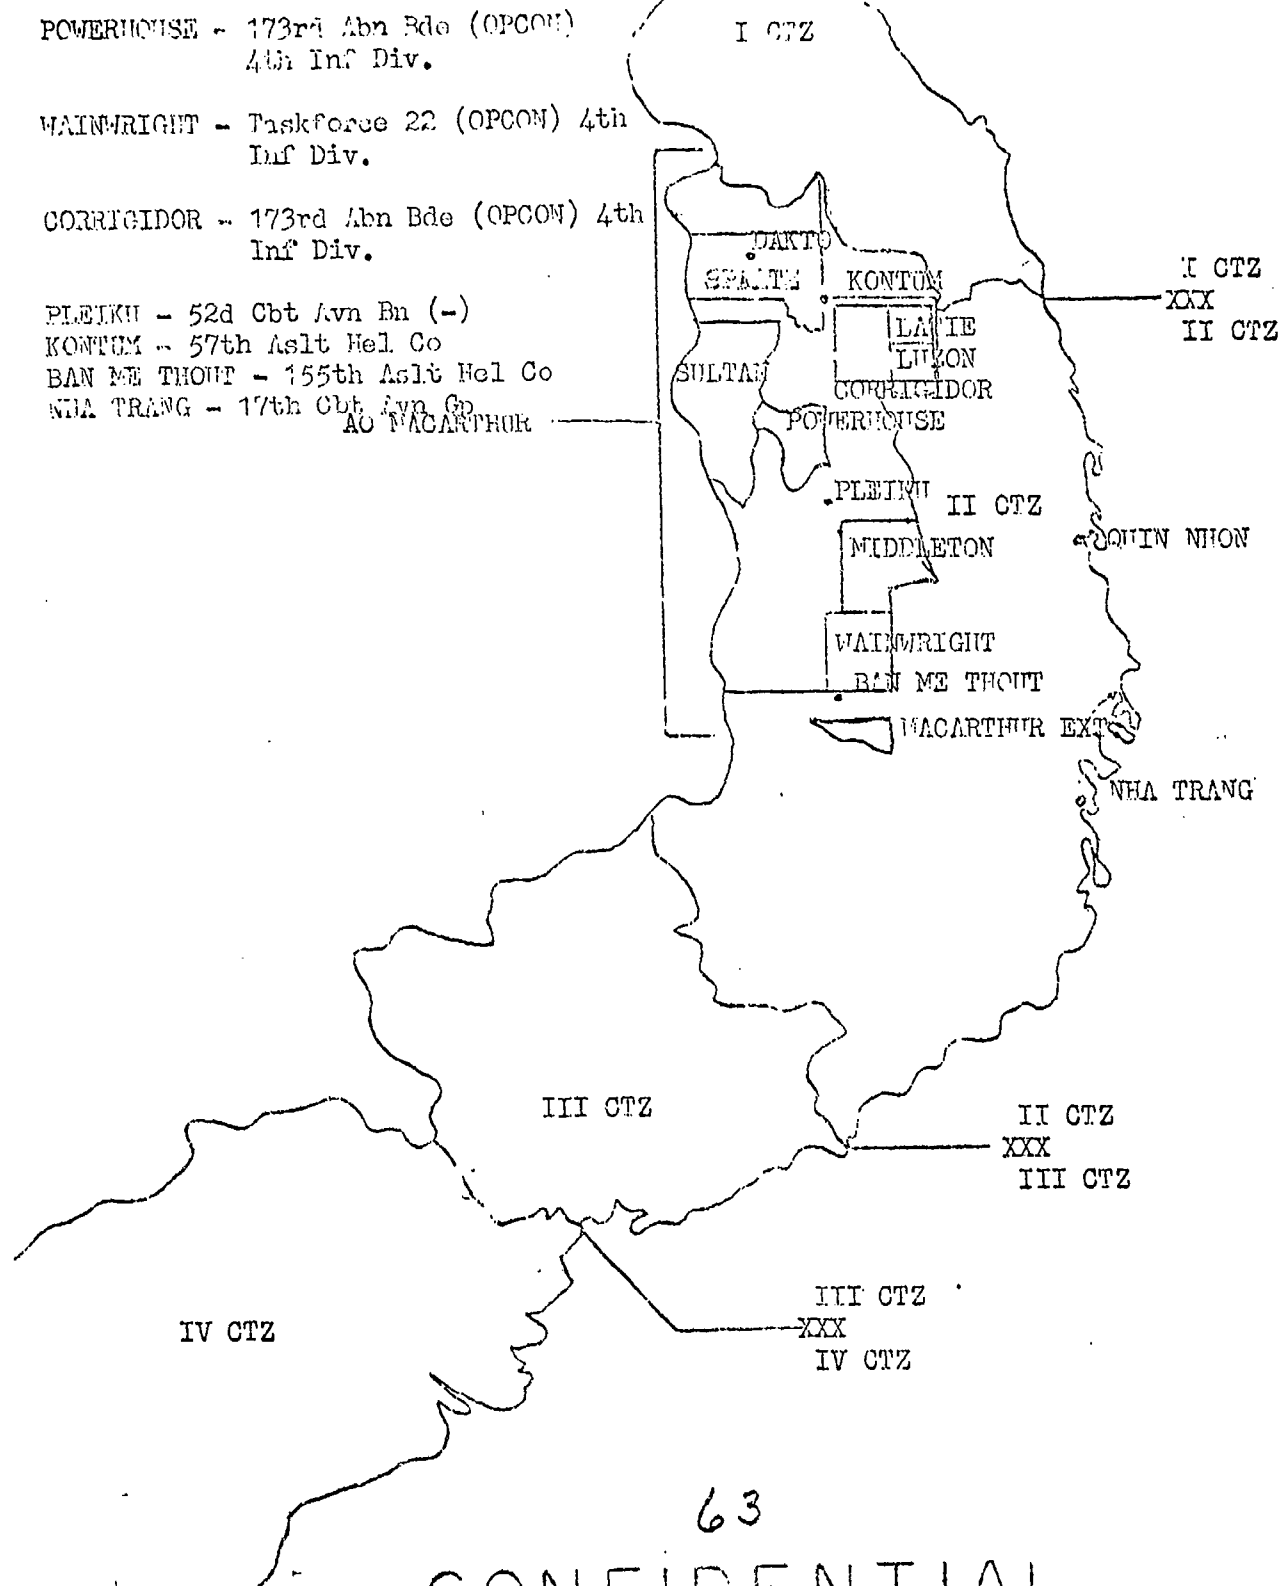 POWERHOUSE - 173rd Abn Bde (OPCON)
4th Inf Div.
WAINWRIGHT - Taskforce 22 (OPCON) 4th
Inf Div.
CORRIGIDOR - 173rd Abn Bde (OPCON) 4th
Inf Div.
PLEIKU - 52d Cbt Avn Bn (-)
KONTUM - 57th Aslt Hel Co
BAN ME THOUT - 155th Aslt Hel Co
NHA TRANG - 17th Cbt Avn Gp
AO MACARTHUR
I CTZ
DAKTO
KONTUM
I CTZ
XXX
II CTZ
LUZON
SULTAN
CORRIGIDOR
POWERHOUSE
PLEIKU
II CTZ
QUIN NHON
MIDDLETON
WAINWRIGHT
BAN ME THOUT
MACARTHUR EXT
NHA TRANG
III CTZ
II CTZ
XXX
III CTZ
III CTZ
XXX
IV CTZ
IV CTZ
63
CONFIDENTIAL